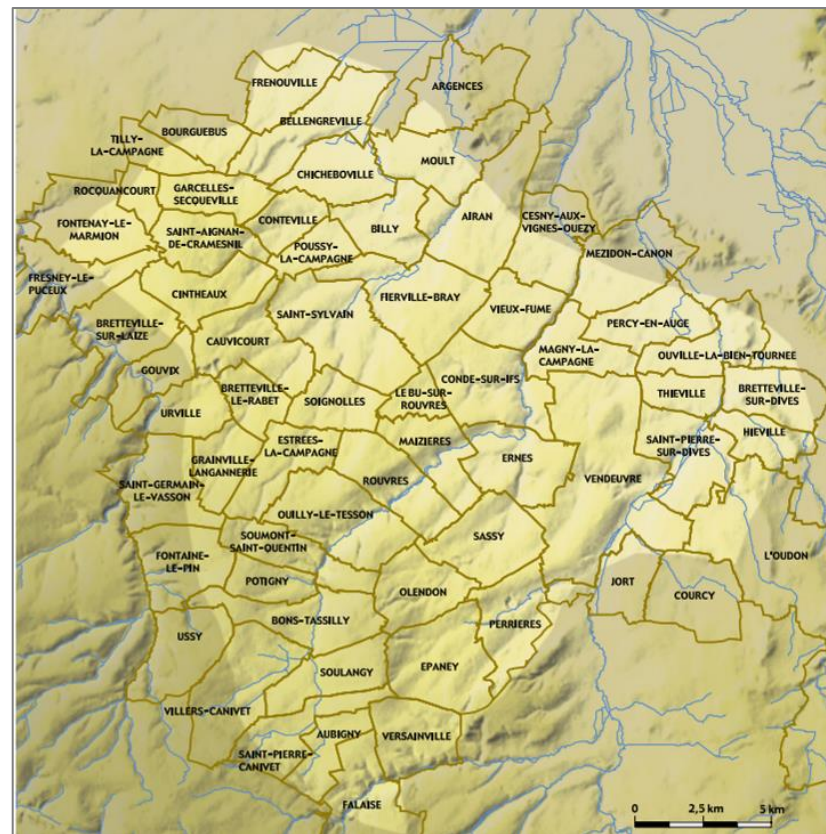 FRENOUVILLE
ARGENCES
BELLENGREVILLE
BOURGUEBUS
TILLY-
LA-CAMPAGNE
MOULT
CHICHEBOVILLE
ROCQUANCOURT
GARCELLES-
SECQUEVILLE
CONTEVILLE
BILLY
AIRAN
CESNY-AUX-
VIGNES-OUEZY
FONTENAY-LE-
MARMION
SAINT-AIGNAN-
DE-CRAMESNIL
POUSSY-
LA-CAMPAGNE
MEZIDON-CANON
FRESNEY-LE-
PUCEUX
CINTHEAUX
SAINT-SYLVAIN
FIERVILLE-BRAY
VIEUX-FUME
PERCY-EN-AUGE
BRETTEVILLE-
SUR-LAIZE
CAUVICOURT
MAGNY-LA-
CAMPAGNE
OUVILLE-LA-BIEN-TOURNEE
GOUVIX
BRETTEVILLE-
LE-RABET
SOIGNOLLES
LE BU-SUR-
ROUVRES
CONDE-SUR-IFS
THIEVILLE
BRETTEVILLE-
SUR-DIVES
URVILLE
HIEVILLE
GRAINVILLE-
LANGANNERIE
ESTRÉES-
LA-CAMPAGNE
MAIZIERES
SAINT-PIERRE-
SUR-DIVES
SAINT-GERMAIN-
LE-VASSON
ROUVRES
ERNES
VENDEUVRE
OUILLY-LE-TESSON
SOUMONT-
SAINT-QUENTIN
SASSY
FONTAINE-
LE-PIN
L'OUDON
POTIGNY
OLENDON
JORT
COURCY
USSY
BONS-TASSILLY
PERRIERES
SOULANGY
EPANEY
VILLERS-CANIVET
AUBIGNY
VERSAINVILLE
SAINT-PIERRE-
CANIVET
FALAISE
0 2,5 km 5 km